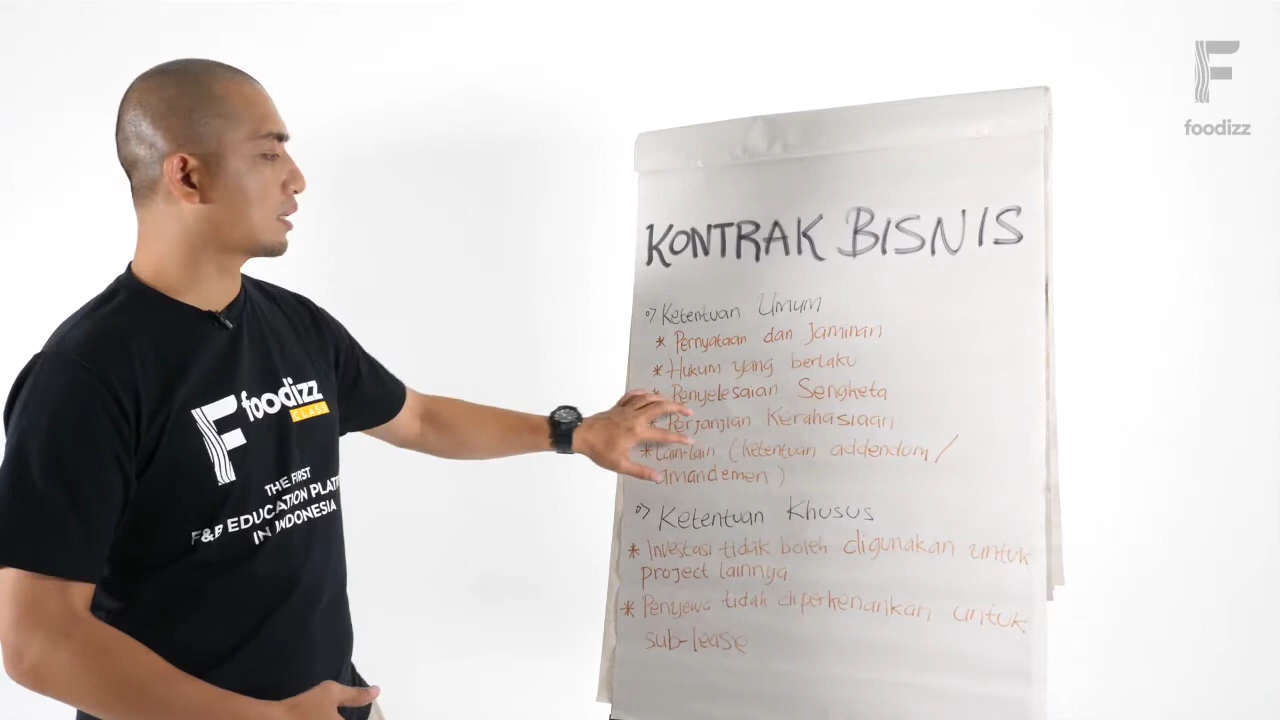 F
foodizz
KONTRAK BISNIS
°> Ketentuan Umum
* Pernyataan dan Jaminan
* Hukum yang berlaku
* Penyelesaian Sengketa
* Perjanjian Kerahasiaan
* Lain-lain (ketentuan addendum /
amandemen )
°> Ketentuan Khusus
* Investasi tidak boleh digunakan untuk
project lainnya
* Penyewa tidak diperkenankan untuk
sub-lease
F foodizz
CLASS
THE FIRST
F&B EDUCATION
IN INDONESIA